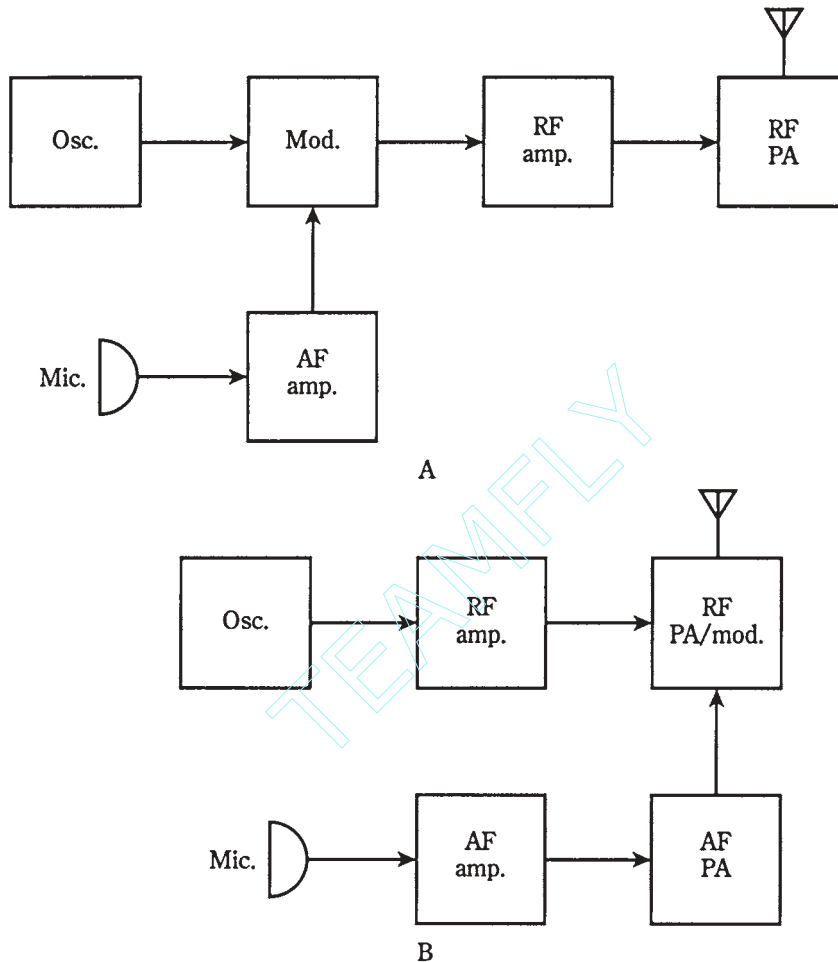 Osc.
Mod.
RF
amp.
RF
PA
Mic.
AF
amp.
A
Osc.
RF
amp.
RF
PA/mod.
Mic.
AF
amp.
AF
PA
B
TEAMFLY